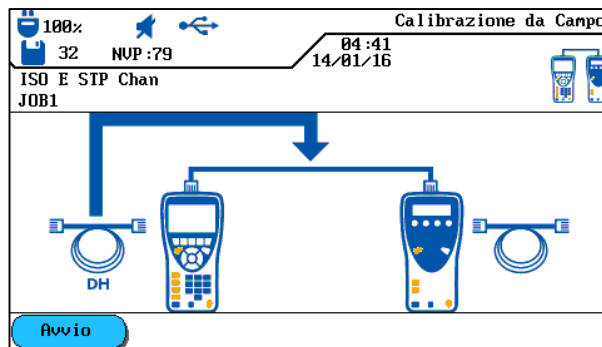 100% Calibrazione da Campo
32 NVP:79 04:41
14/01/16
ISO E STP Chan
JOB1
DH
Avvio